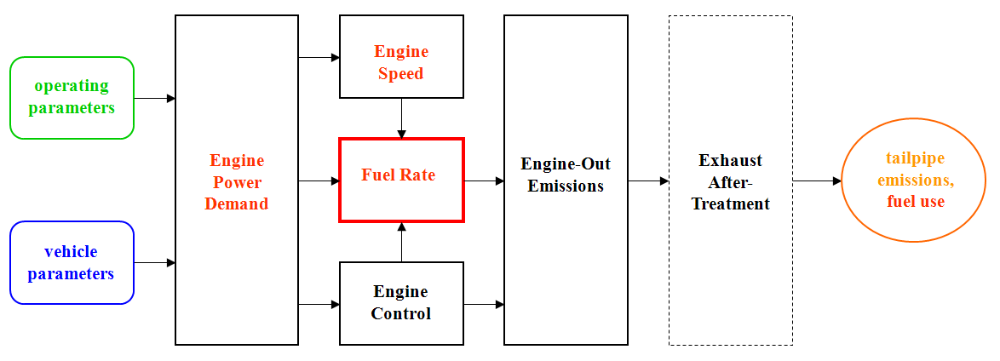 operating
parameters
vehicle
parameters
Engine
Power
Demand
Engine
Speed
Fuel Rate
Engine
Control
Engine-Out
Emissions
Exhaust
After-
Treatment
tailpipe
emissions,
fuel use